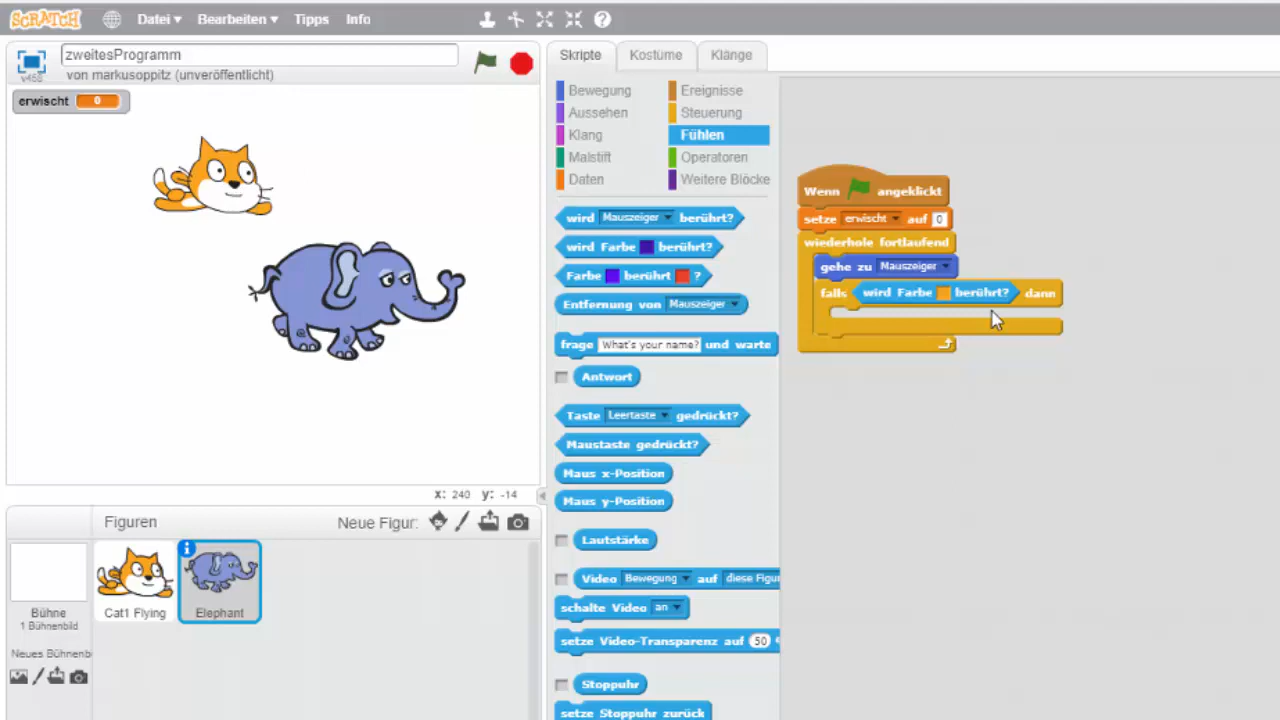 SCRATCH Datei Bearbeiten Tipps Info
zweitesProgramm
v456
von markusoppitz (unveröffentlicht)
erwischt 0
x: 240 y: -14
Figuren Neue Figur:
Bühne
1 Bühnenbild
Neues Bühnenb
Cat1 Flying
Elephant
Skripte Kostüme Klänge
Bewegung Ereignisse
Aussehen Steuerung
Klang Fühlen
Malstift Operatoren
Daten Weitere Blöcke
wird Mauszeiger berührt?
wird Farbe berührt?
Farbe berührt ?
Entfernung von Mauszeiger
frage What's your name? und warte
Antwort
Taste Leertaste gedrückt?
Maustaste gedrückt?
Maus x-Position
Maus y-Position
Lautstärke
Video Bewegung auf diese Figu
schalte Video an
setze Video-Transparenz auf 50
Stoppuhr
setze Stoppuhr zurück
Wenn angeklickt
setze erwischt auf 0
wiederhole fortlaufend
gehe zu Mauszeiger
falls wird Farbe berührt? dann